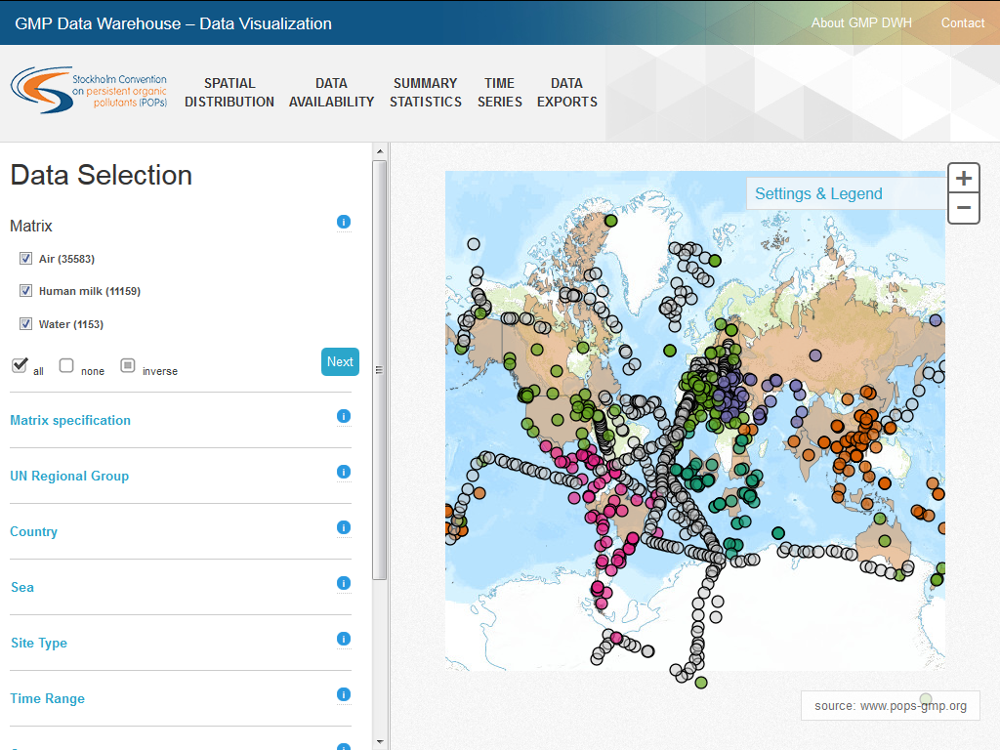 GMP Data Warehouse – Data Visualization
About GMP DWH
Contact
Stockholm Convention
on persistent organic
pollutants (POPs)
SPATIAL
DISTRIBUTION
DATA
AVAILABILITY
SUMMARY
STATISTICS
TIME
SERIES
DATA
EXPORTS
Data Selection
Matrix
Air (35583)
Human milk (11159)
Water (1153)
all
none
inverse
Next
Matrix specification
UN Regional Group
Country
Sea
Site Type
Time Range
Settings & Legend
+
−
source: www.pops-gmp.org